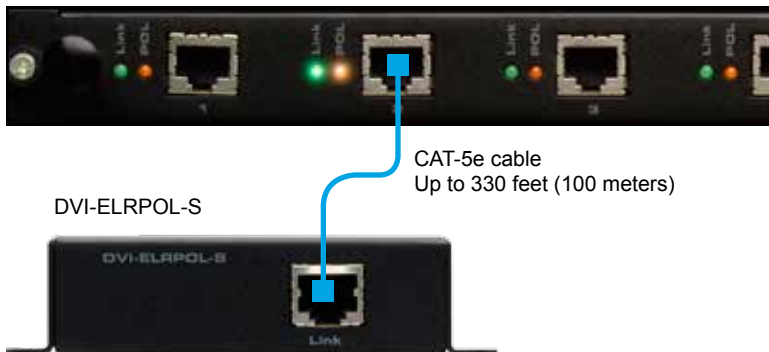 Link POL Link POL Link POL Link POL
1 2 3
CAT-5e cable
Up to 330 feet (100 meters)
DVI-ELRPOL-S
DVI-ELRPOL-S
Link